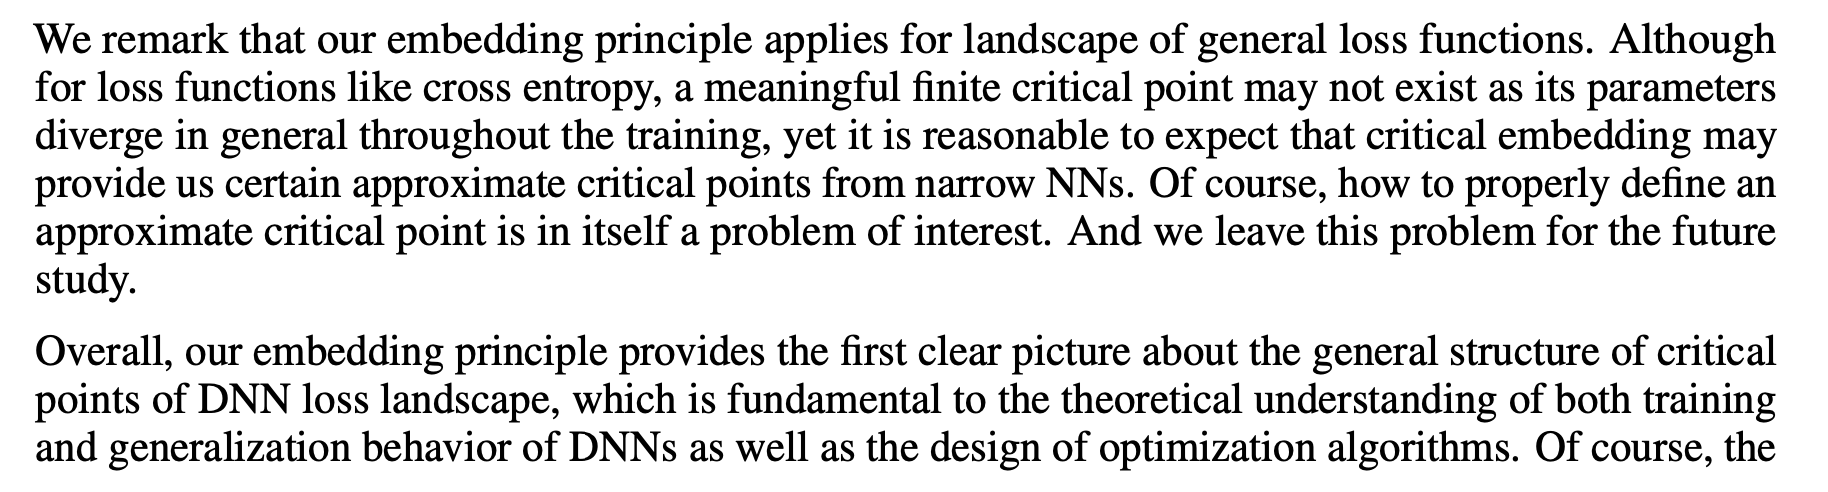 We remark that our embedding principle applies for landscape of general loss functions. Although
for loss functions like cross entropy, a meaningful finite critical point may not exist as its parameters
diverge in general throughout the training, yet it is reasonable to expect that critical embedding may
provide us certain approximate critical points from narrow NNs. Of course, how to properly define an
approximate critical point is in itself a problem of interest. And we leave this problem for the future
study.
Overall, our embedding principle provides the first clear picture about the general structure of critical
points of DNN loss landscape, which is fundamental to the theoretical understanding of both training
and generalization behavior of DNNs as well as the design of optimization algorithms. Of course, the